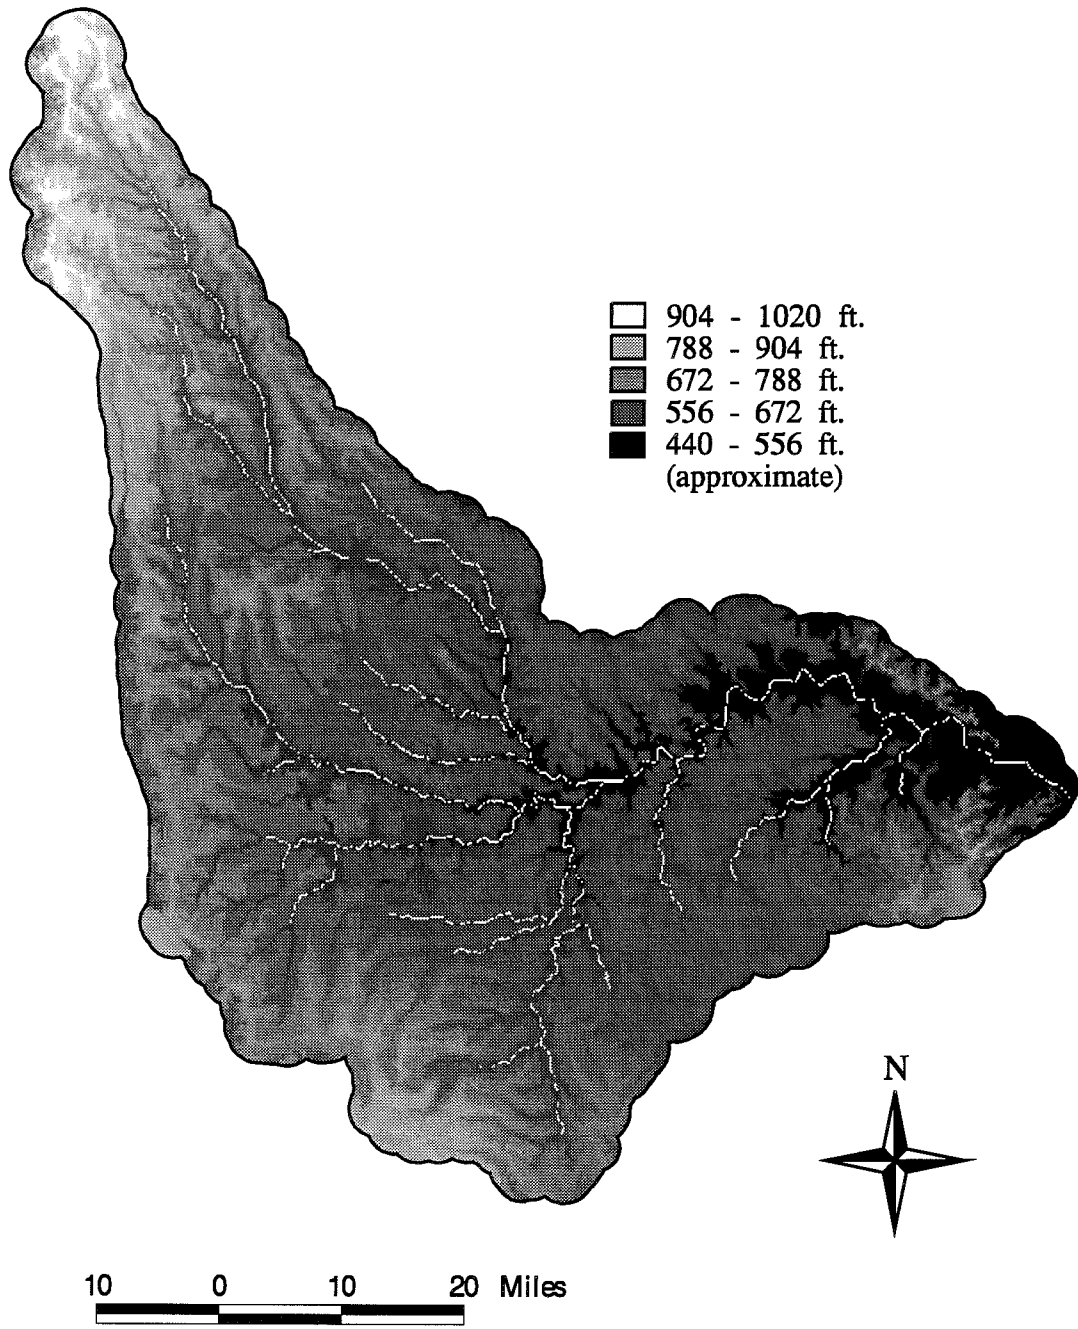 904 - 1020 ft.
788 - 904 ft.
672 - 788 ft.
556 - 672 ft.
440 - 556 ft.
(approximate)
N
10 0 10 20 Miles